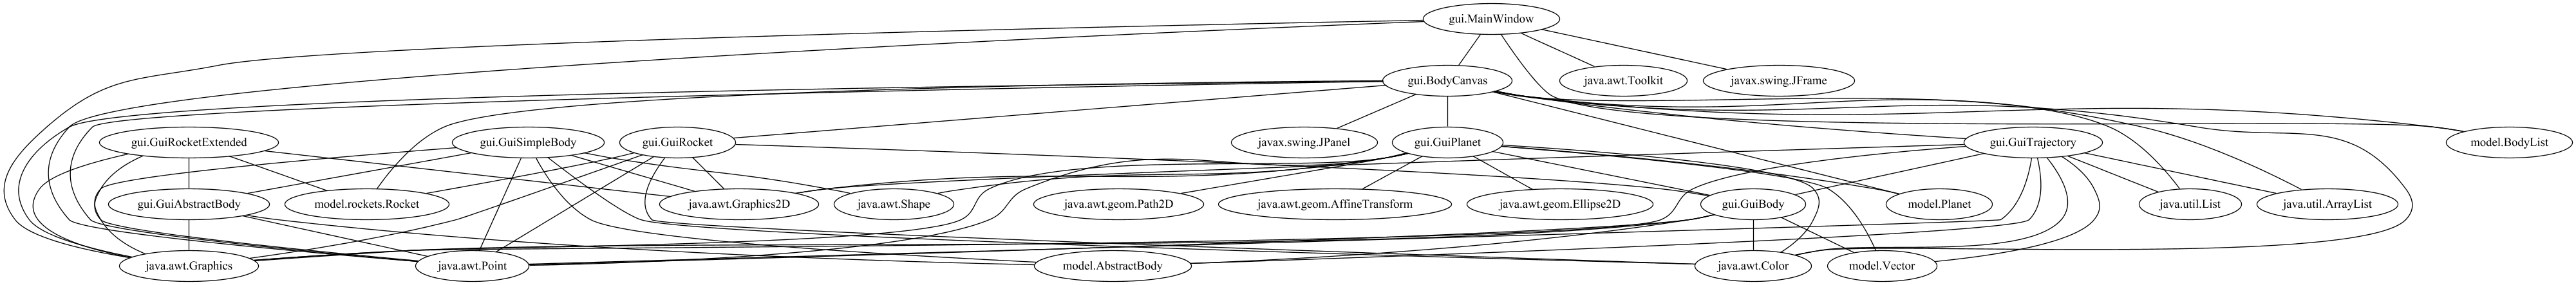 gui.MainWindow
gui.BodyCanvas
java.awt.Toolkit
javax.swing.JFrame
gui.GuiRocketExtended
gui.GuiSimpleBody
gui.GuiRocket
javax.swing.JPanel
gui.GuiPlanet
gui.GuiTrajectory
model.BodyList
gui.GuiAbstractBody
model.rockets.Rocket
java.awt.Graphics2D
java.awt.Shape
java.awt.geom.Path2D
java.awt.geom.AffineTransform
java.awt.geom.Ellipse2D
gui.GuiBody
model.Planet
java.util.List
java.util.ArrayList
java.awt.Graphics
java.awt.Point
model.AbstractBody
java.awt.Color
model.Vector